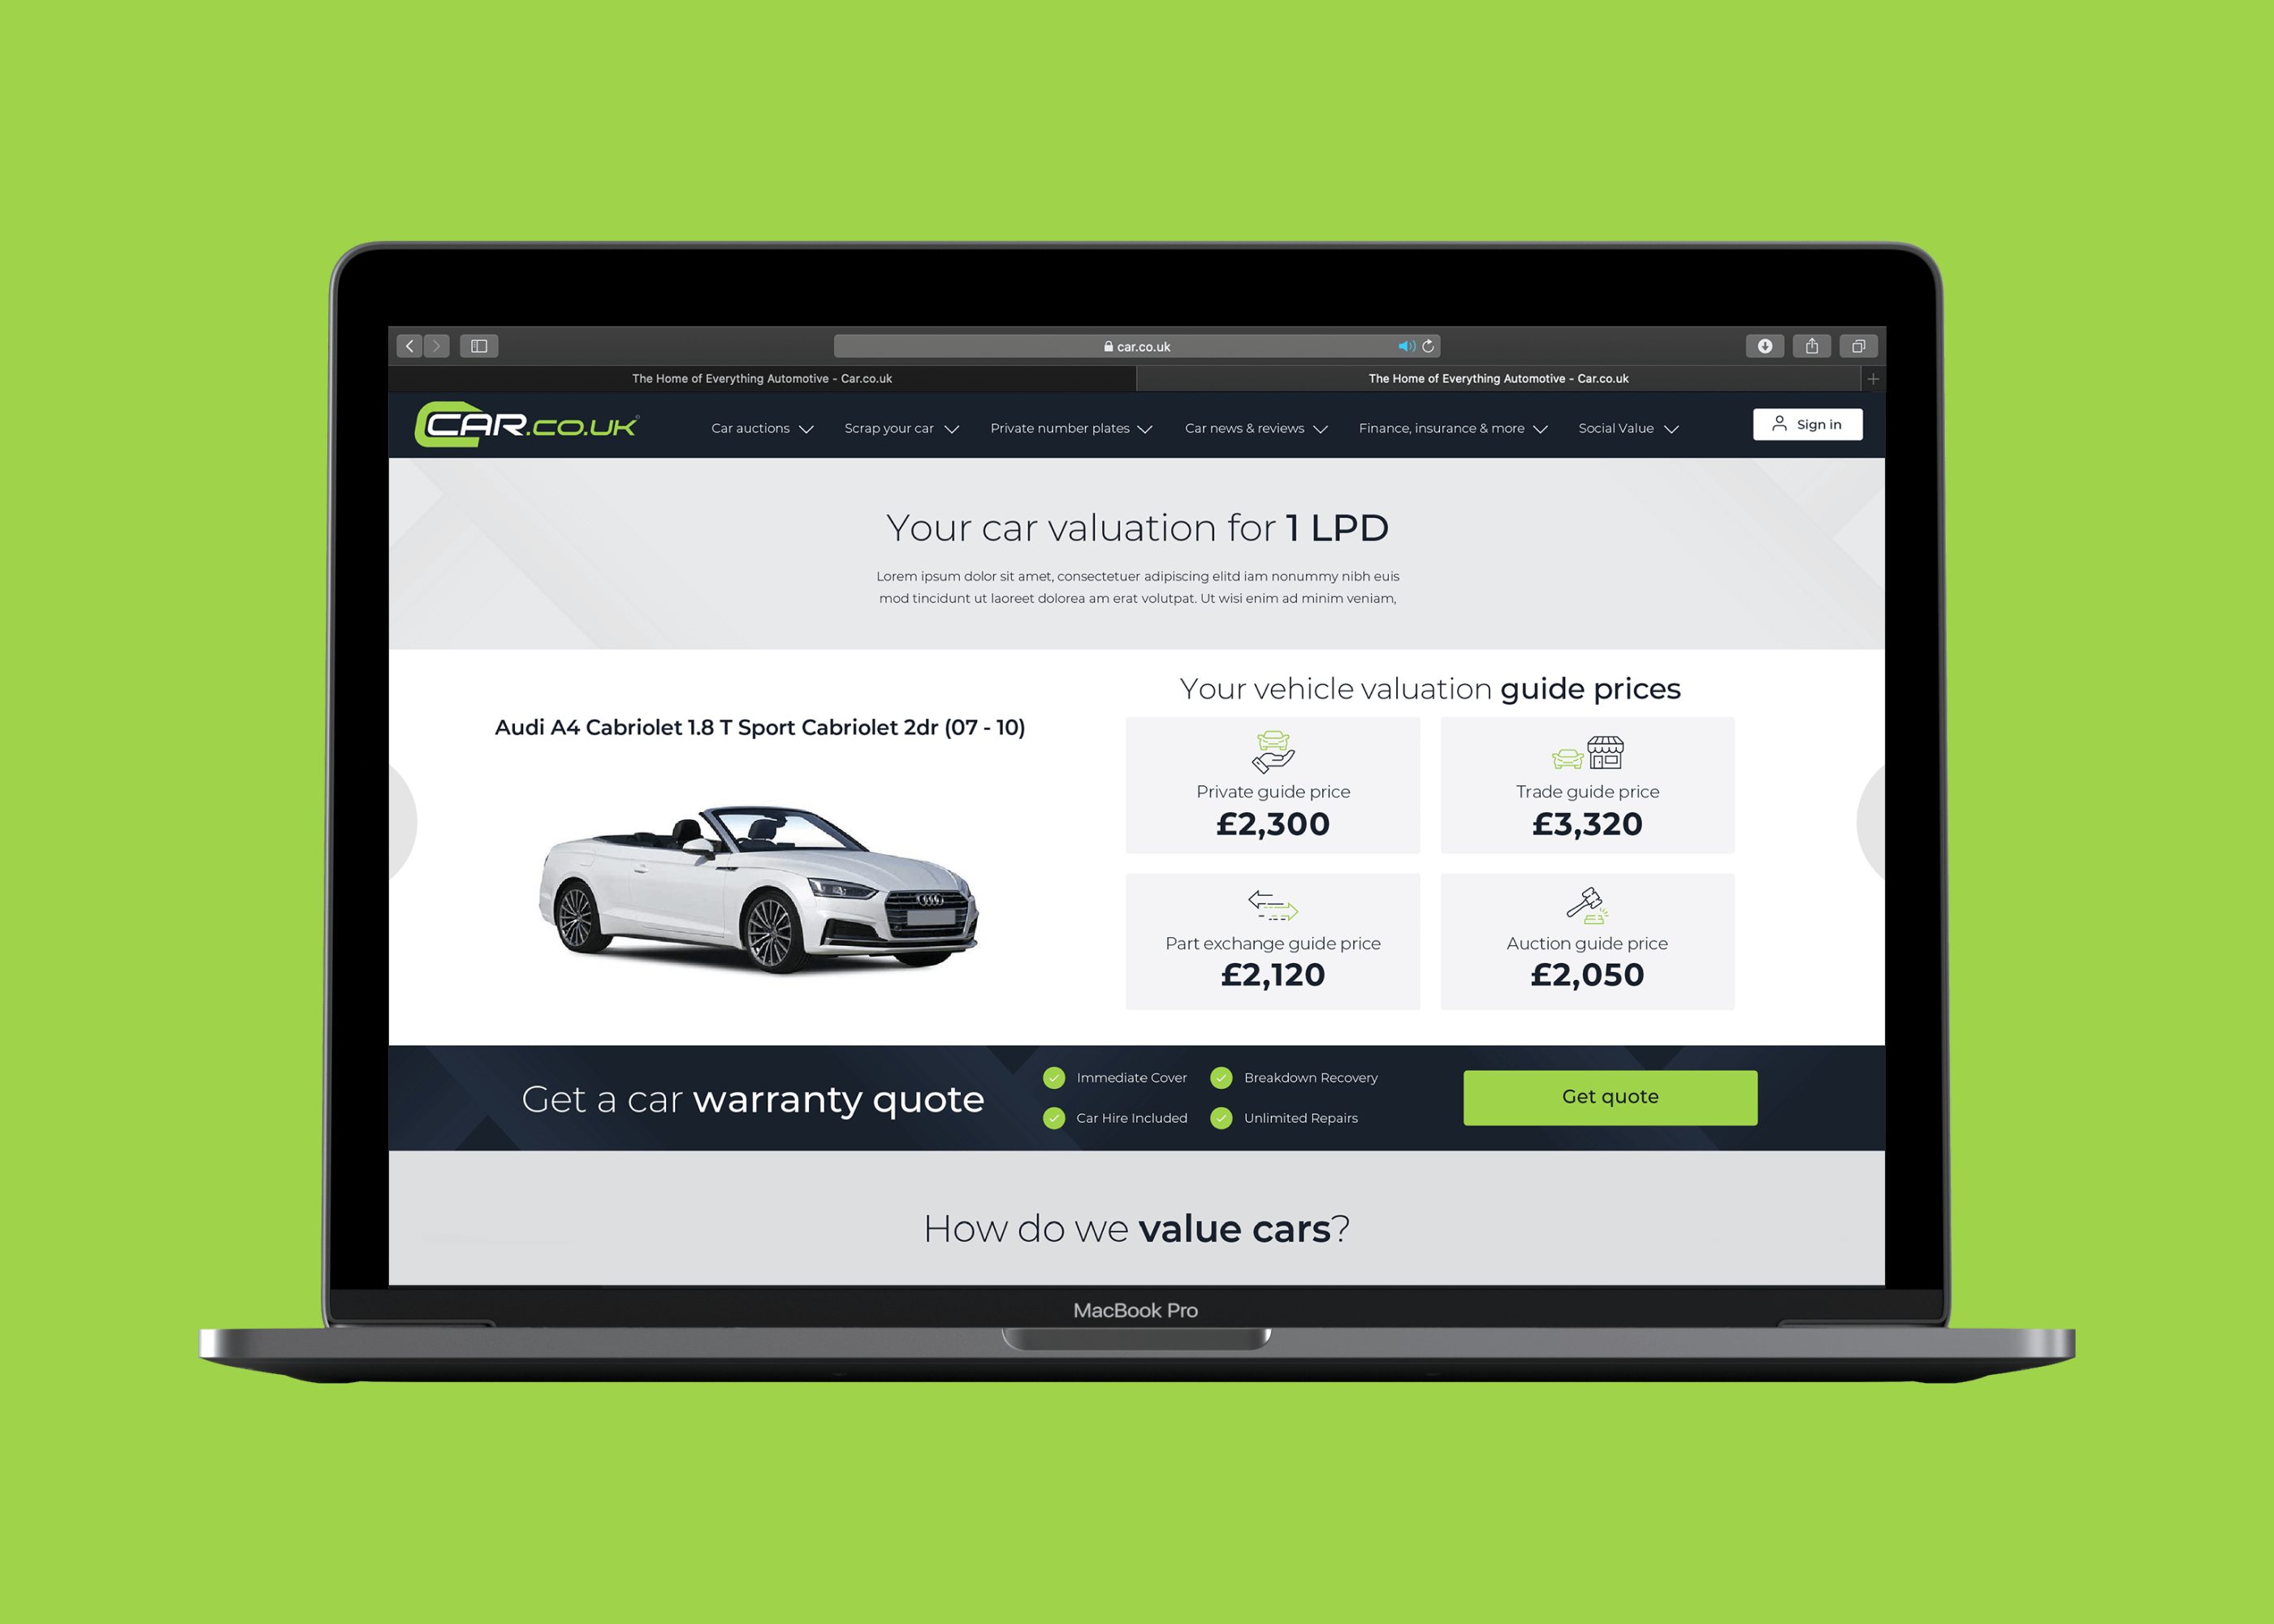 car.co.uk
The Home of Everything Automotive - Car.co.uk
The Home of Everything Automotive - Car.co.uk
CAR.CO.UK
Car auctions
Scrap your car
Private number plates
Car news & reviews
Finance, insurance & more
Social Value
Sign in
Your car valuation for 1 LPD
Lorem ipsum dolor sit amet, consectetuer adipiscing elitd iam nonummy nibh euis
mod tincidunt ut laoreet dolorea am erat volutpat. Ut wisi enim ad minim veniam,
Audi A4 Cabriolet 1.8 T Sport Cabriolet 2dr (07 - 10)
Your vehicle valuation guide prices
Private guide price
£2,300
Trade guide price
£3,320
Part exchange guide price
£2,120
Auction guide price
£2,050
Get a car warranty quote
Immediate Cover
Breakdown Recovery
Car Hire Included
Unlimited Repairs
Get quote
How do we value cars?
MacBook Pro